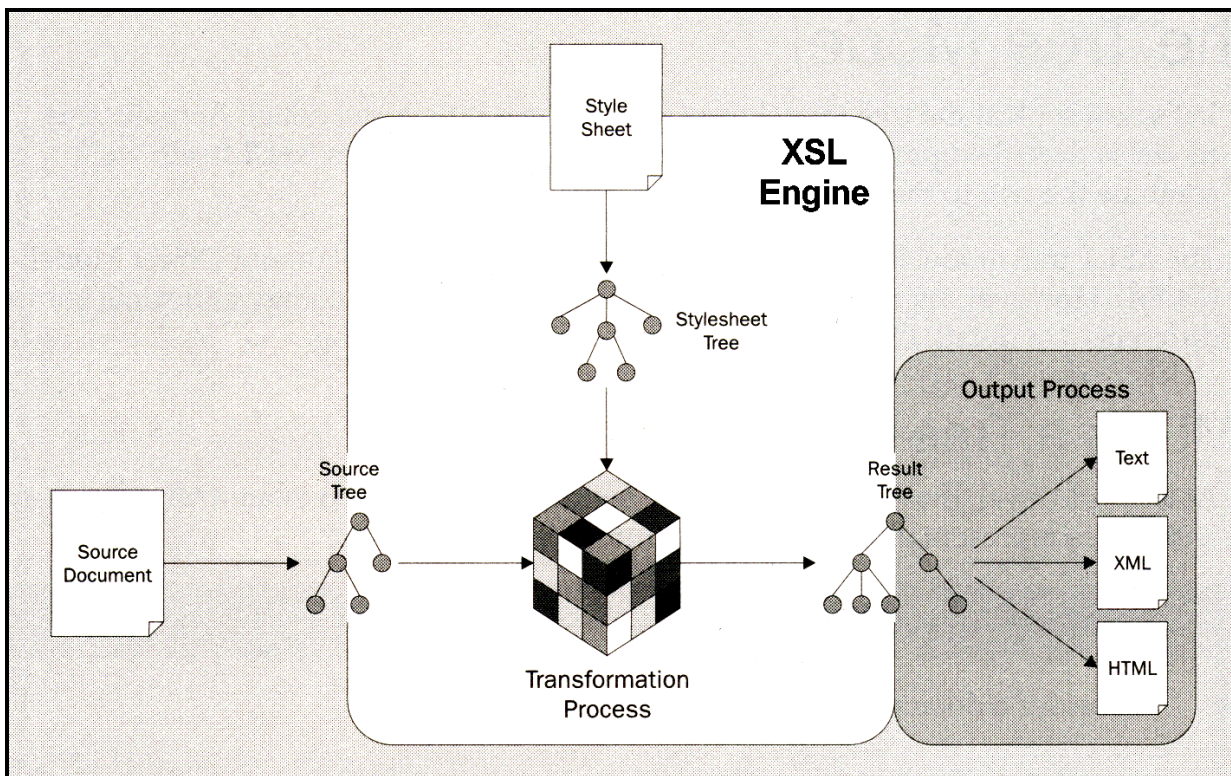 Style
Sheet
XSL
Engine
Stylesheet
Tree
Output Process
Source
Tree
Result
Tree
Text
Source
Document
XML
HTML
Transformation
Process